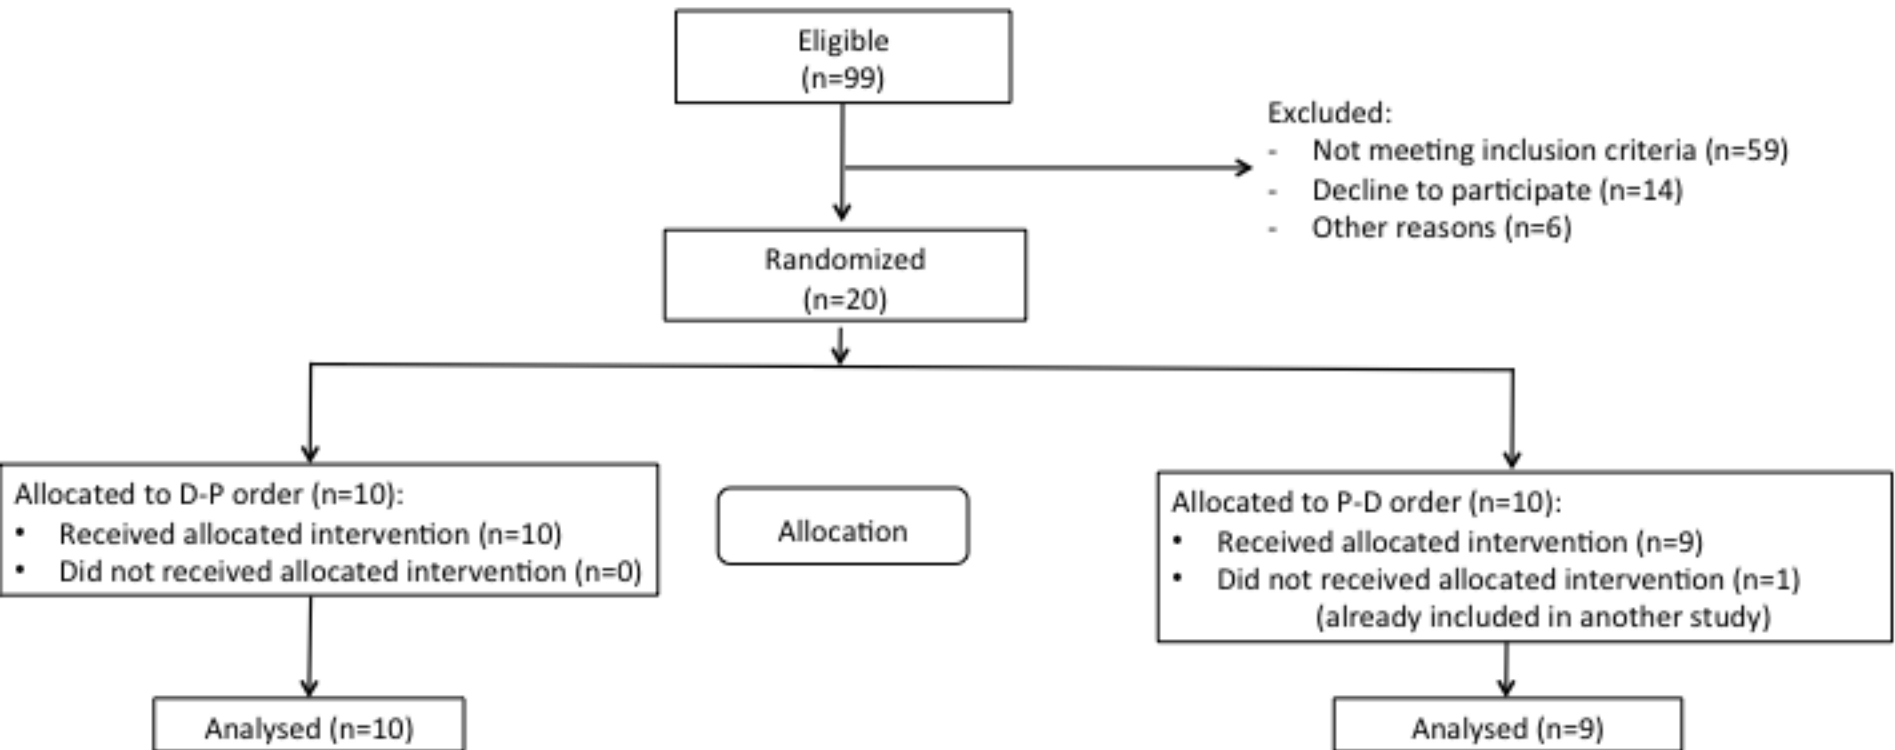 Eligible
(n=99)
Excluded:
- Not meeting inclusion criteria (n=59)
- Decline to participate (n=14)
- Other reasons (n=6)
Randomized
(n=20)
Allocated to D-P order (n=10):
• Received allocated intervention (n=10)
• Did not received allocated intervention (n=0)
Allocation
Allocated to P-D order (n=10):
• Received allocated intervention (n=9)
• Did not received allocated intervention (n=1)
(already included in another study)
Analysed (n=10)
Analysed (n=9)